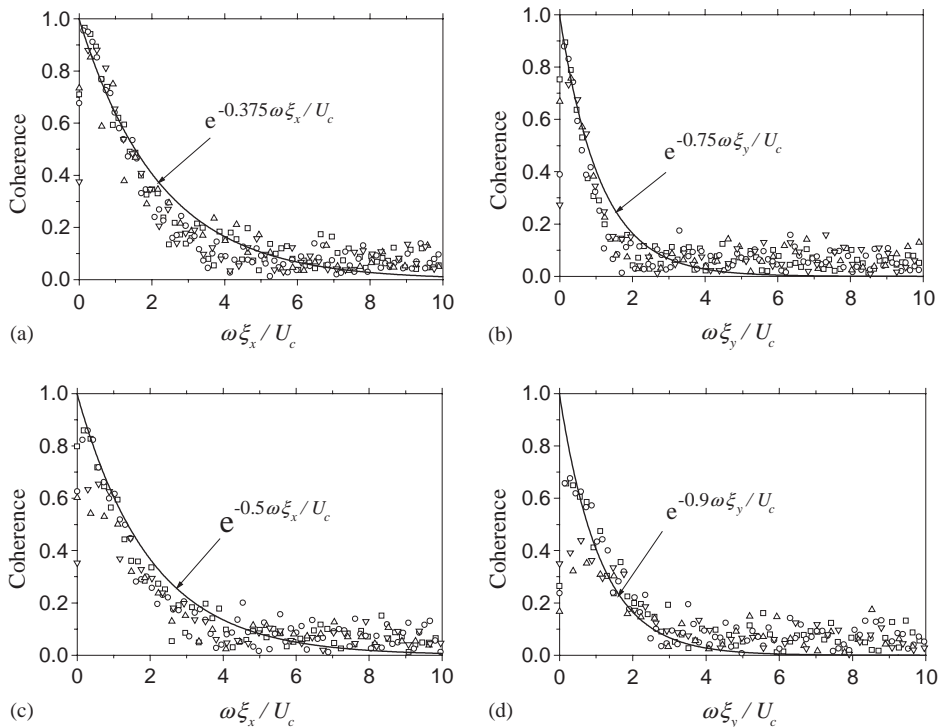 1.0
0.8
0.6
0.4
0.2
0.0
Coherence
e^{-0.375ωξ_x/U_c}
0 2 4 6 8 10
(a)
ωξ_x/U_c
1.0
0.8
0.6
0.4
0.2
0.0
Coherence
e^{-0.75ωξ_y/U_c}
0 2 4 6 8 10
(b)
ωξ_y/U_c
1.0
0.8
0.6
0.4
0.2
0.0
Coherence
e^{-0.5ωξ_x/U_c}
0 2 4 6 8 10
(c)
ωξ_x/U_c
1.0
0.8
0.6
0.4
0.2
0.0
Coherence
e^{-0.9ωξ_y/U_c}
0 2 4 6 8 10
(d)
ωξ_y/U_c